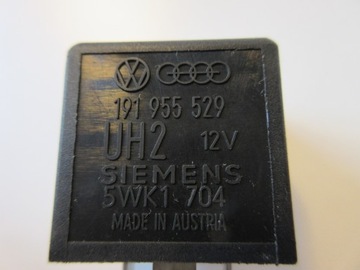 191 955 529
UH2 12V
SIEMENS
5WK1 704
MADE IN AUSTRIA